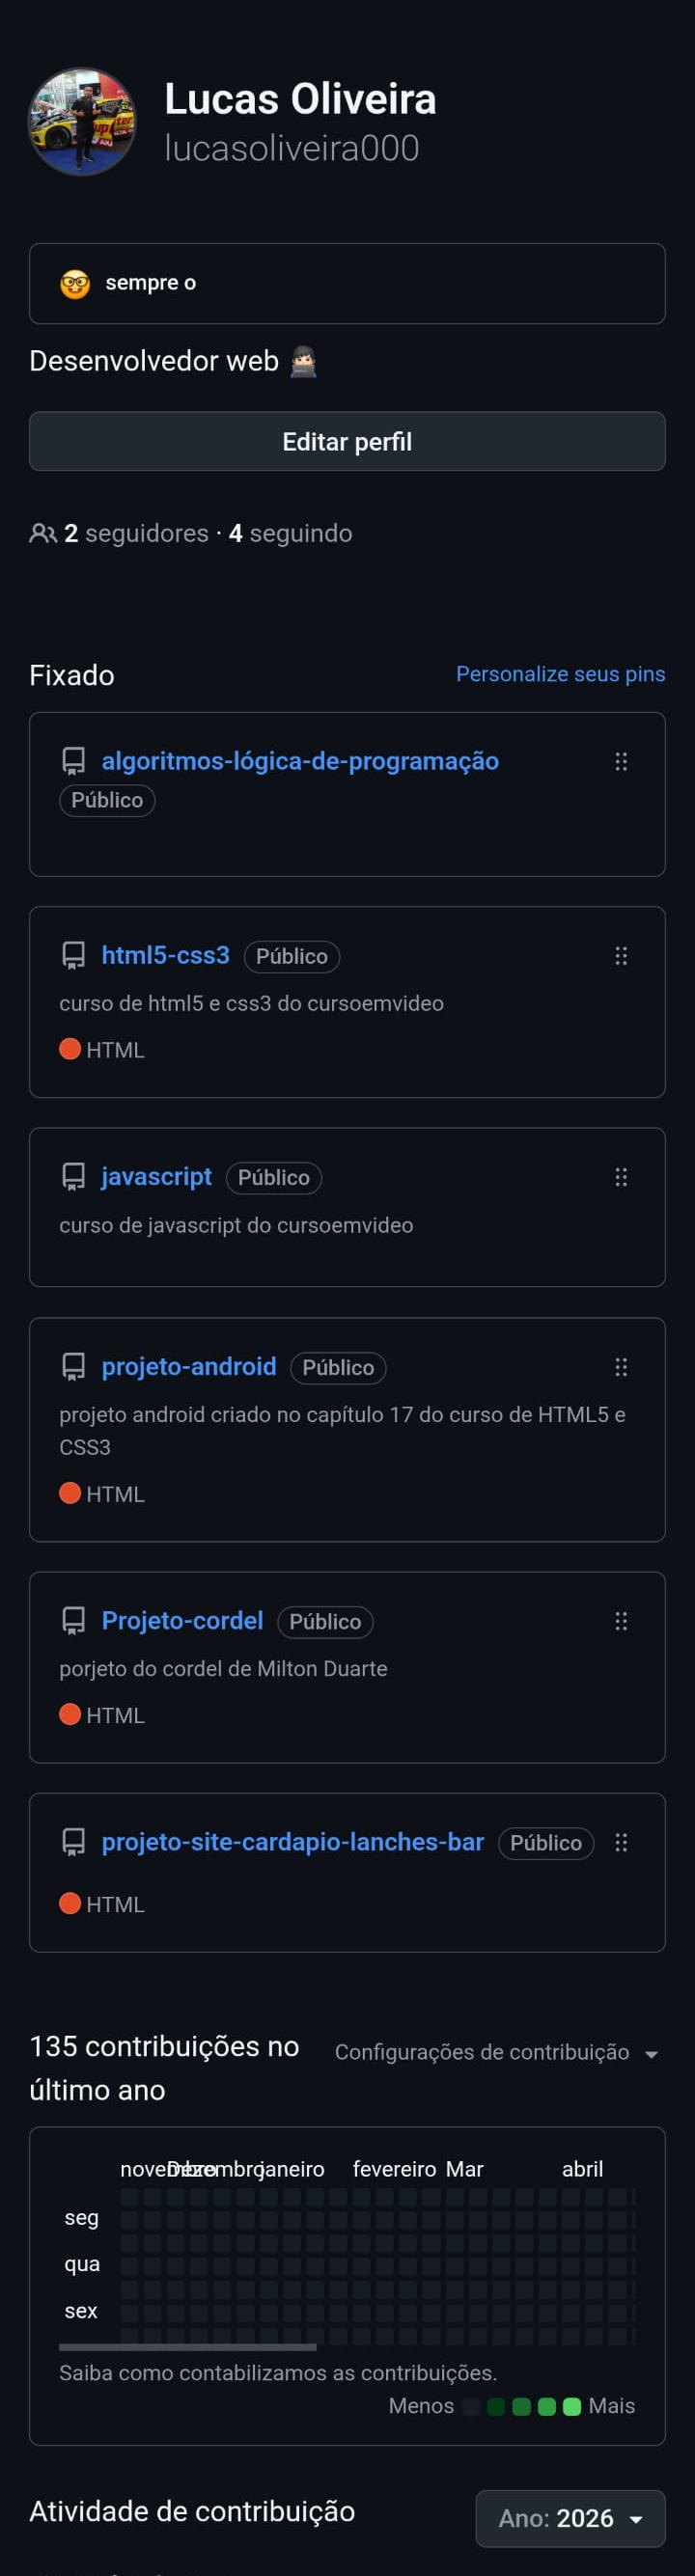 Lucas Oliveira
lucasoliveira000
sempre o
Desenvolvedor web
Editar perfil
2 seguidores · 4 seguindo
Fixado
Personalize seus pins
algoritmos-lógica-de-programação
Público
html5-css3 Público
curso de html5 e css3 do cursoemvideo
HTML
javascript Público
curso de javascript do cursoemvideo
projeto-android Público
projeto android criado no capítulo 17 do curso de HTML5 e
CSS3
HTML
Projeto-cordel Público
porjeto do cordel de Milton Duarte
HTML
projeto-site-cardapio-lanches-bar Público
HTML
135 contribuições no
último ano
Configurações de contribuição
novembro Dezembro janeiro fevereiro Mar abril
seg
qua
sex
Saiba como contabilizamos as contribuições.
Menos Mais
Atividade de contribuição
Ano: 2026